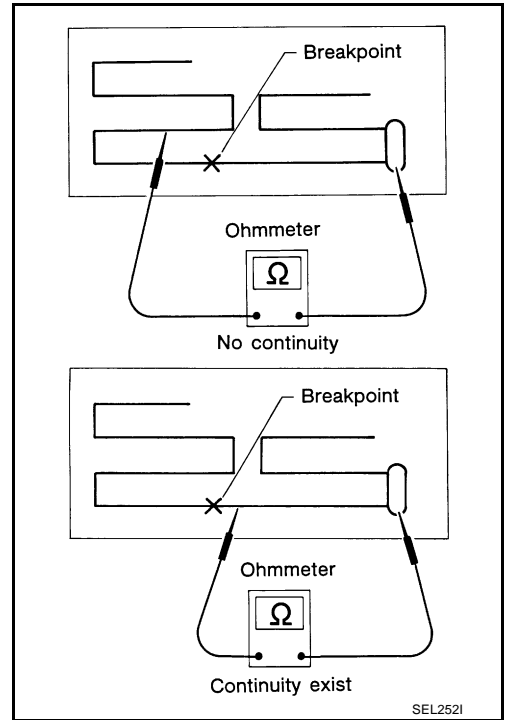 Breakpoint
Ohmmeter
Ω
No continuity
Breakpoint
Ohmmeter
Ω
Continuity exist
SEL252I